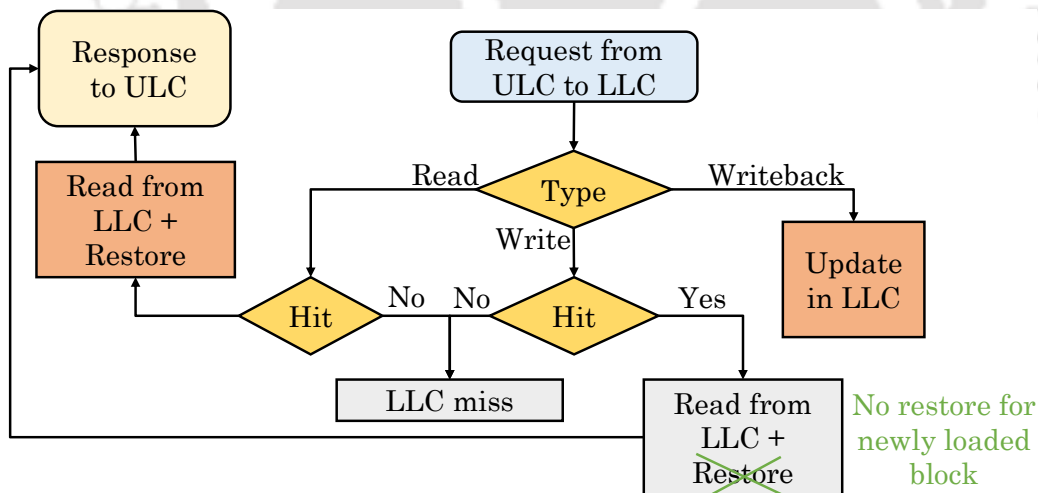 Response
to ULC
Request from
ULC to LLC
Read from
LLC +
Restore
Read
Type
Writeback
Write
Update
in LLC
Hit
No
No
Hit
Yes
LLC miss
Read from
LLC +
Restore
No restore for
newly loaded
block